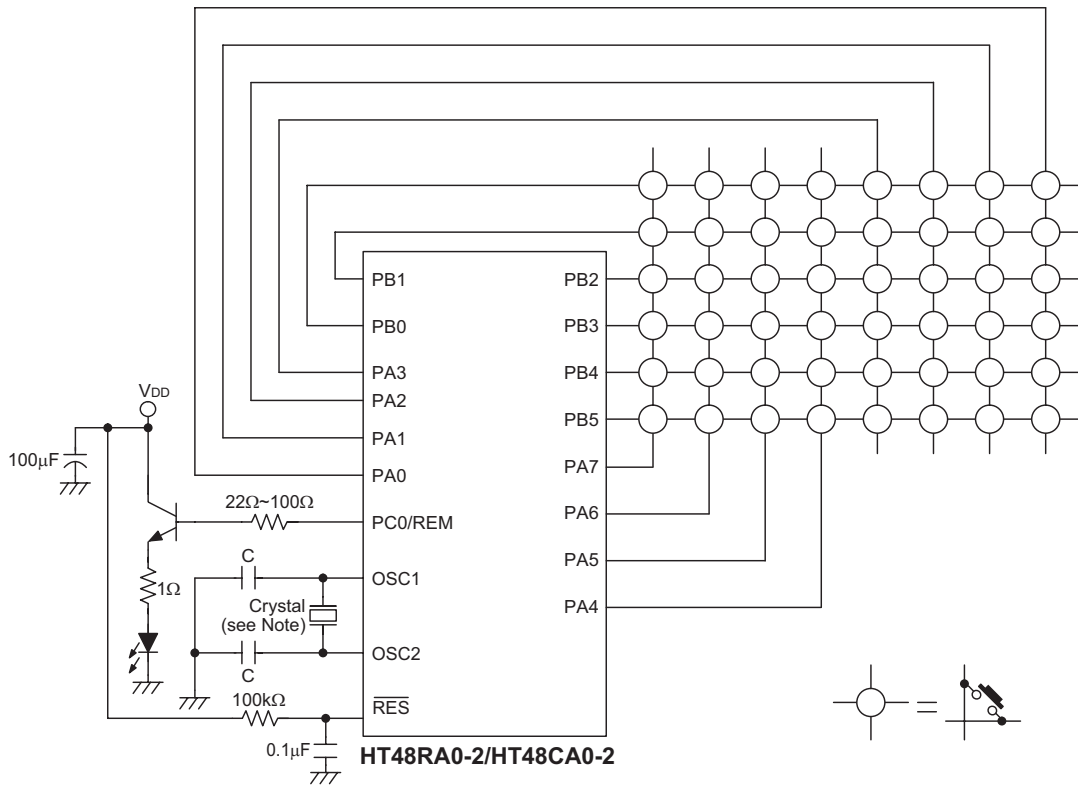 PB1
PB0
PA3
PA2
PA1
PA0
PC0/REM
OSC1
OSC2
RES
PB2
PB3
PB4
PB5
PA7
PA6
PA5
PA4
VDD
100μF
22Ω~100Ω
1Ω
C
Crystal
(see Note)
C
100kΩ
0.1μF
HT48RA0-2/HT48CA0-2
=